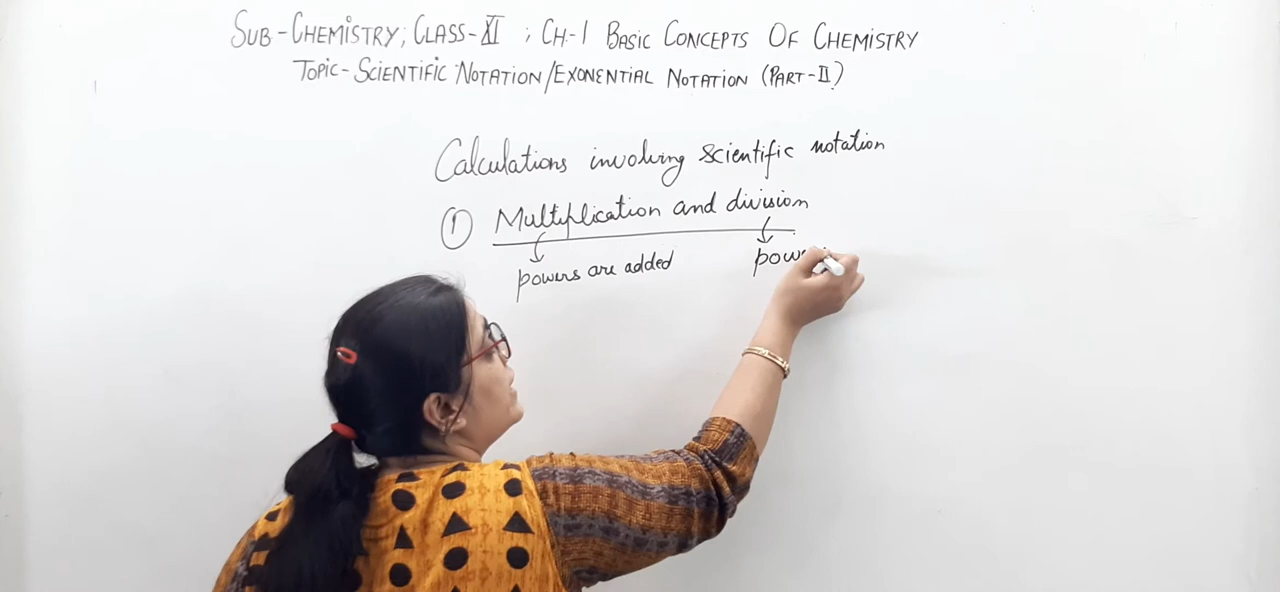 SUB-CHEMISTRY; CLASS-XI ; CH-1 BASIC CONCEPTS OF CHEMISTRY
TOPIC-SCIENTIFIC NOTATION/EXONENTIAL NOTATION (PART-II)
Calculations involving scientific notation
① Multiplication and division
powers are added pow